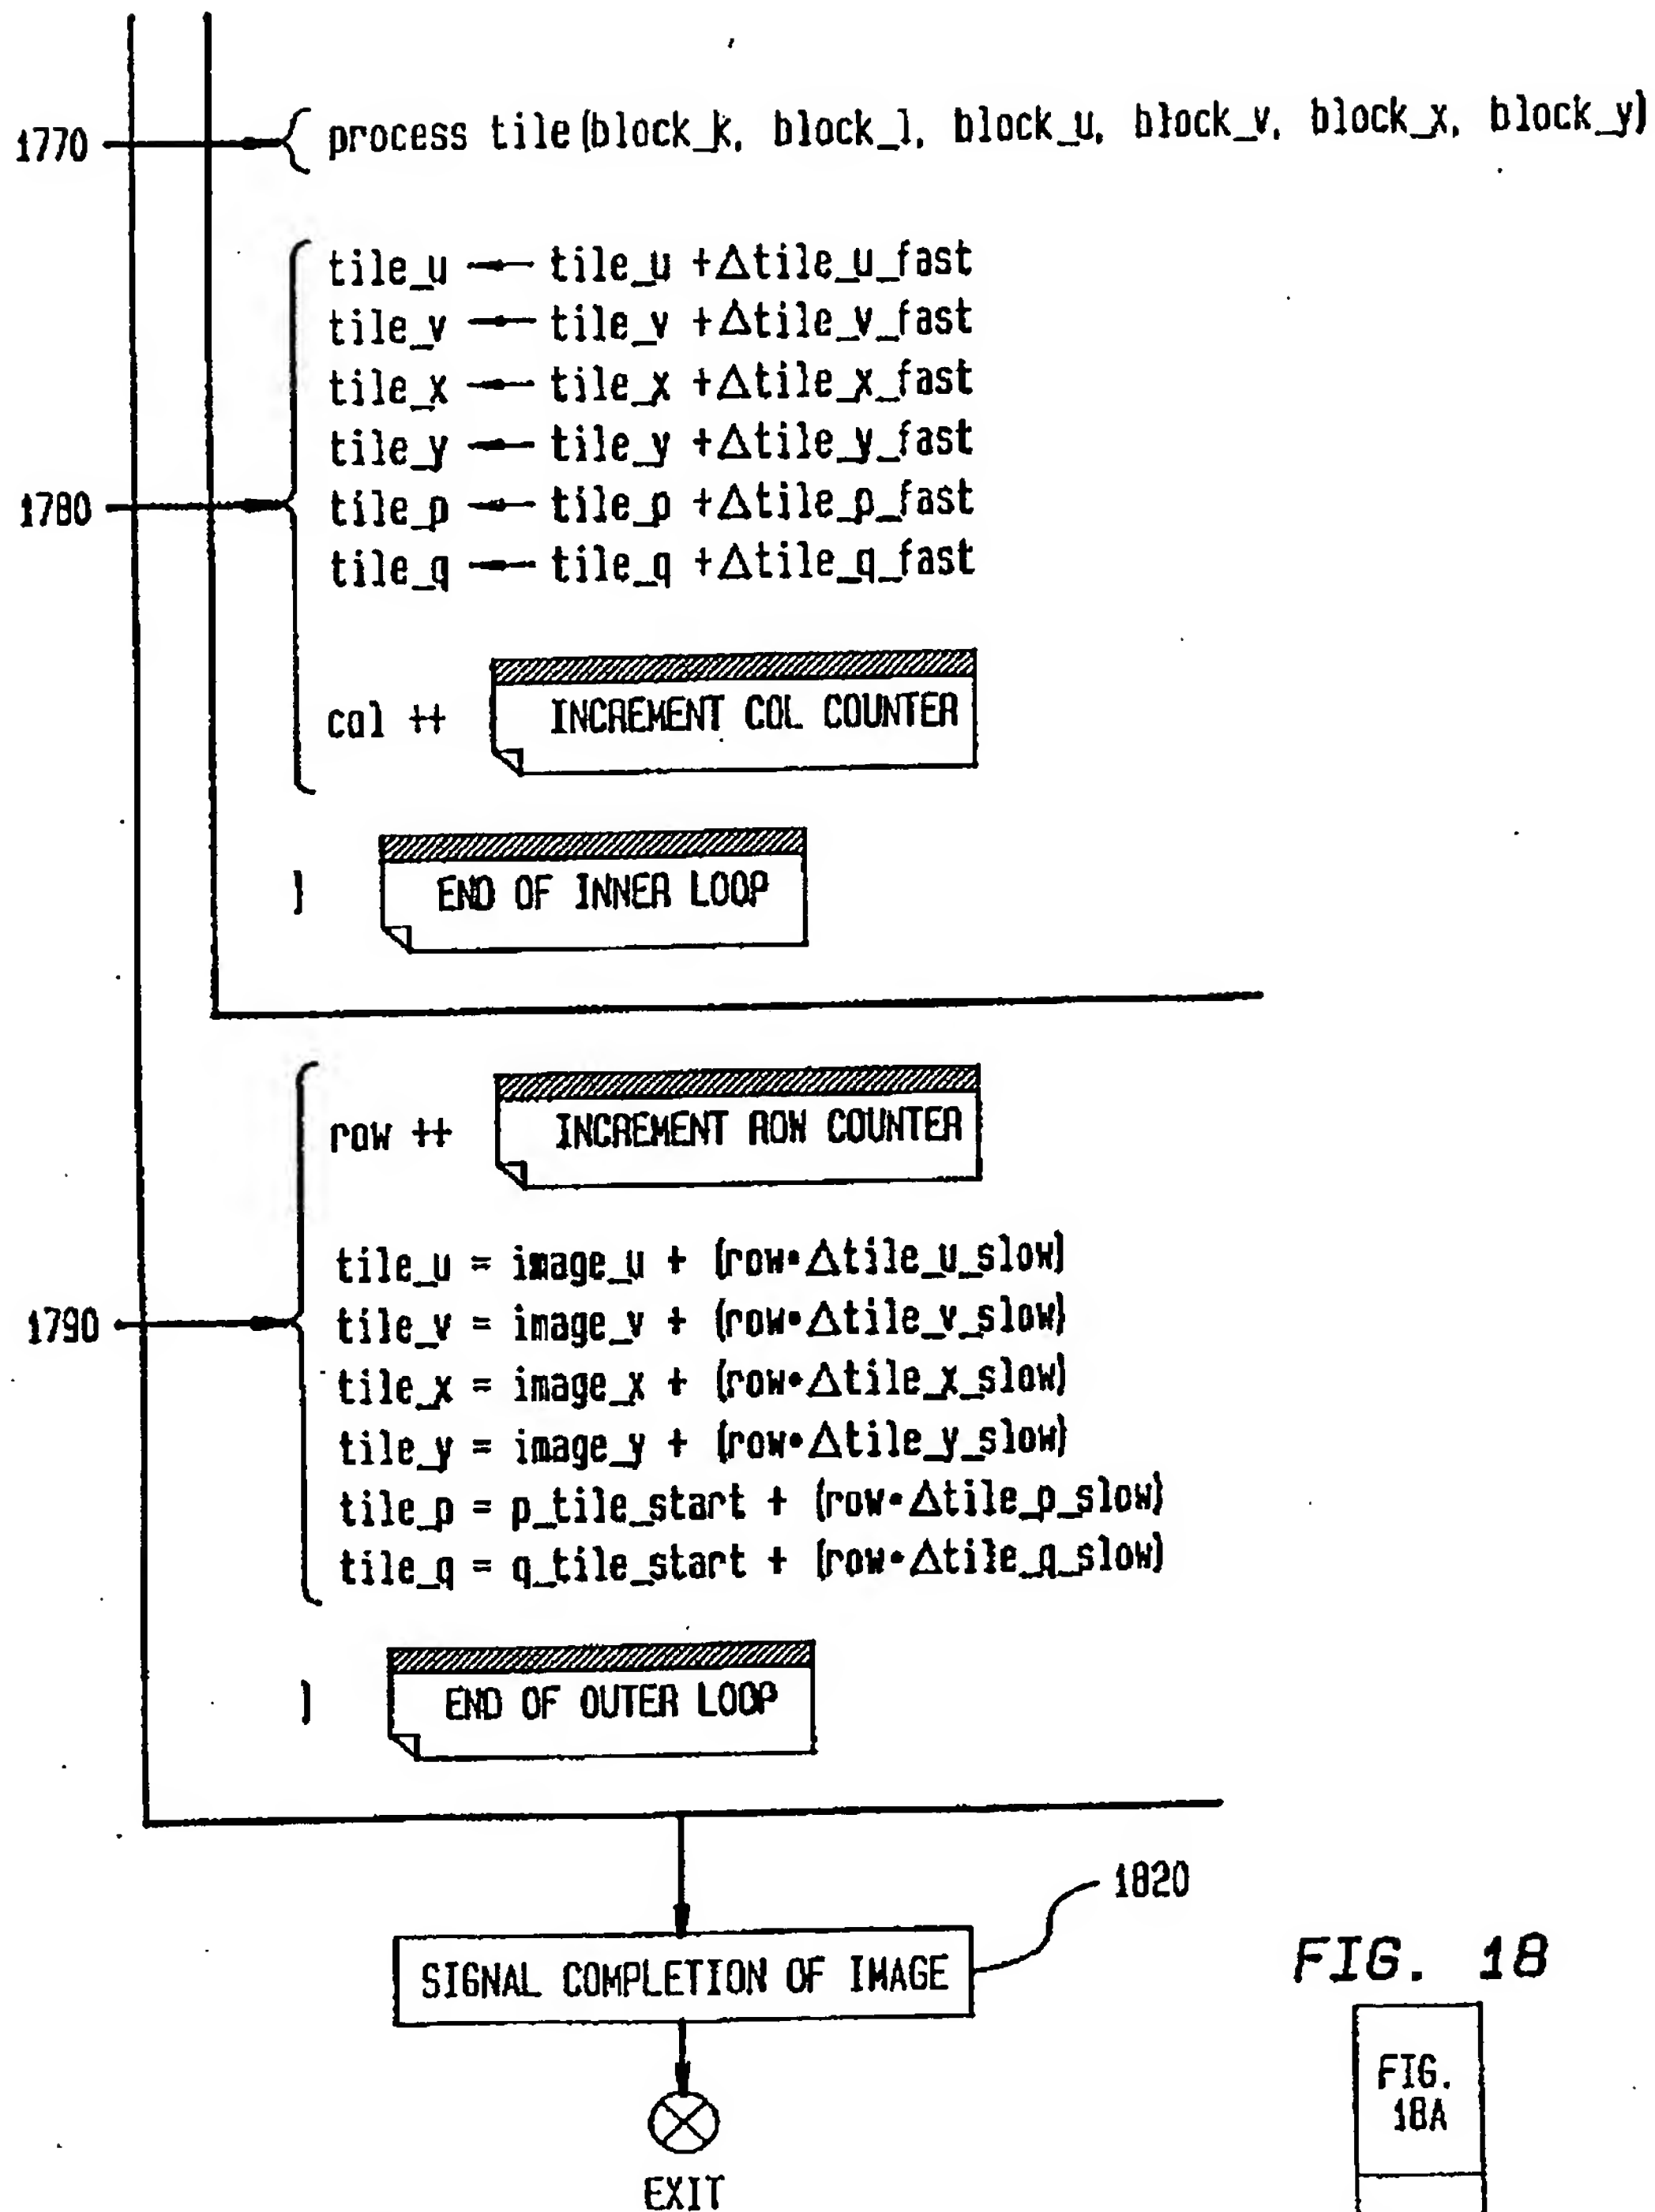 1770 { process tile(block_k, block_l, block_u, block_v, block_x, block_y)
tile_u ← tile_u +Δtile_u_fast
tile_v ← tile_v +Δtile_v_fast
tile_x ← tile_x +Δtile_x_fast
tile_y ← tile_y +Δtile_y_fast
1780
tile_p ← tile_p +Δtile_p_fast
tile_q ← tile_q +Δtile_q_fast
col ++ INCREMENT COL COUNTER
} END OF INNER LOOP
row ++ INCREMENT ROW COUNTER
tile_u = image_u + (row•Δtile_u_slow)
1790 tile_v = image_v + (row•Δtile_v_slow)
tile_x = image_x + (row•Δtile_x_slow)
tile_y = image_y + (row•Δtile_y_slow)
tile_p = p_tile_start + (row•Δtile_p_slow)
tile_q = q_tile_start + (row•Δtile_q_slow)
} END OF OUTER LOOP
1820
SIGNAL COMPLETION OF IMAGE
EXIT
FIG. 18
FIG.
18A